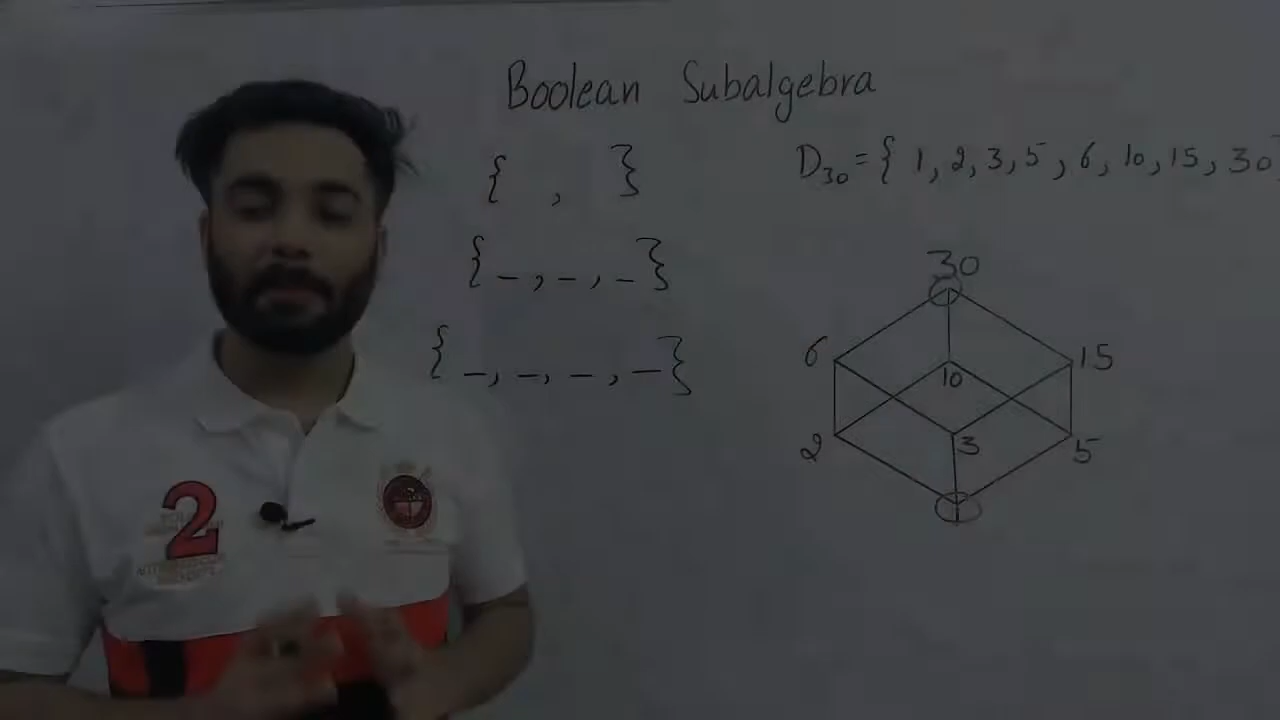 Boolean Subalgebra
{ , }
D30 = { 1, 2, 3, 5, 6, 10, 15, 30
{ _, _, _ }
{ _, _, _, _ }
30
6
10
15
2
3
5
1
2